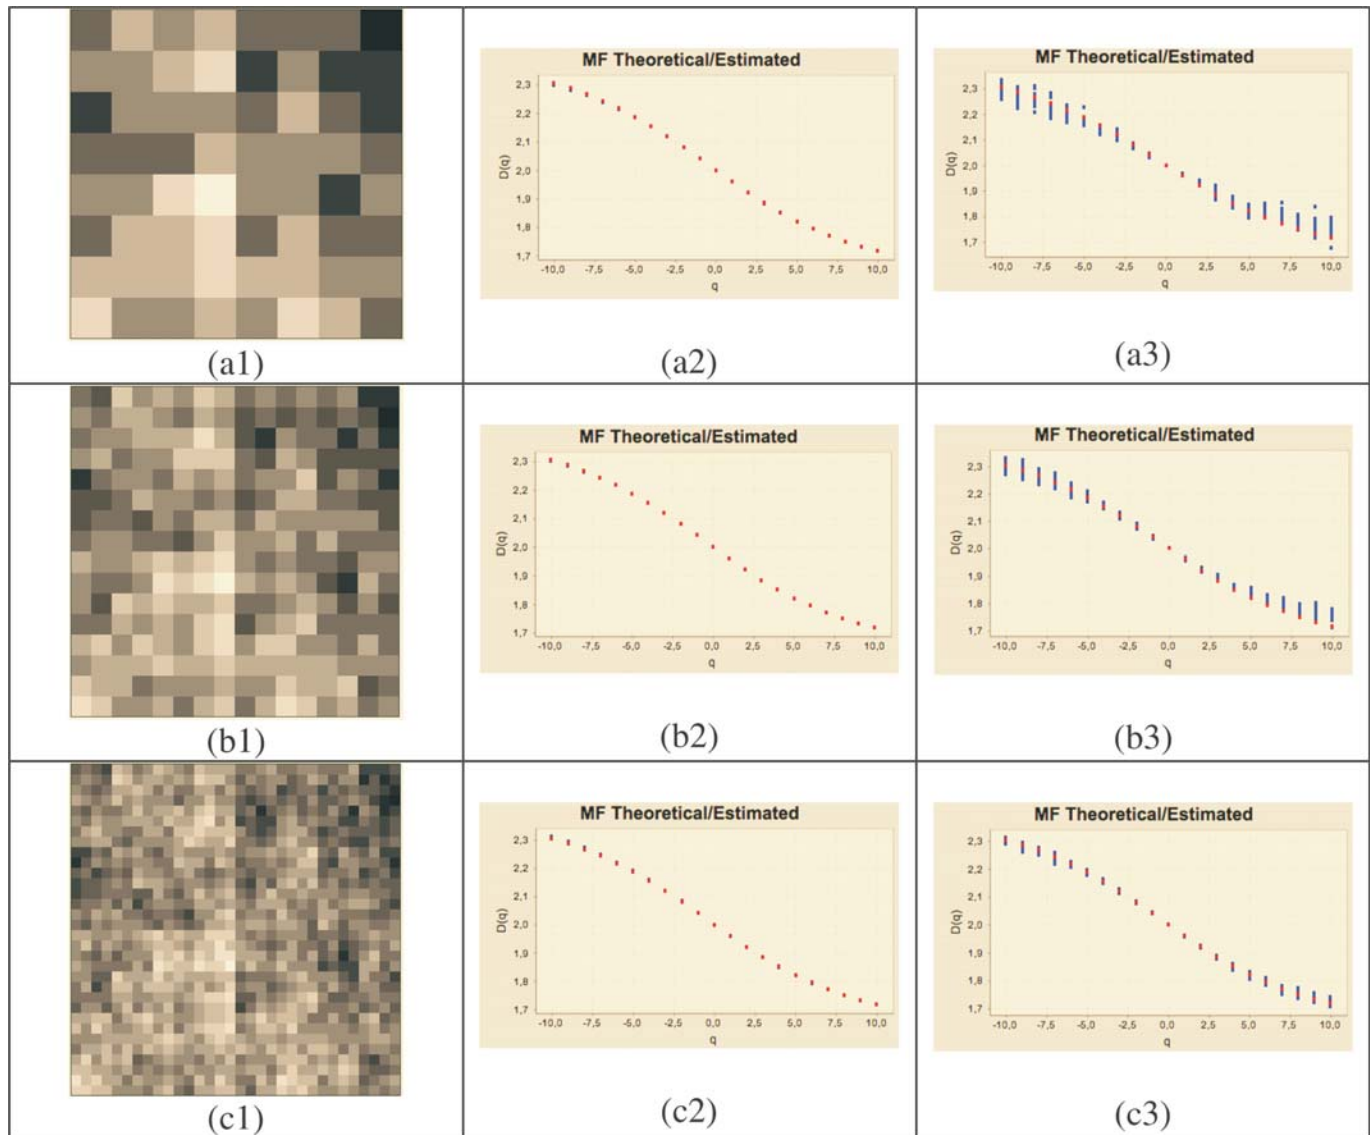 MF Theoretical/Estimated
2,3
2,2
2,1
2,0
1,9
1,8
1,7
D(q)
-10,0 -7,5 -5,0 -2,5 0,0 2,5 5,0 7,5 10,0
q
MF Theoretical/Estimated
2,3
2,2
2,1
2,0
1,9
1,8
1,7
D(q)
-10,0 -7,5 -5,0 -2,5 0,0 2,5 5,0 7,5 10,0
q
(a1)
(a2)
(a3)
MF Theoretical/Estimated
2,3
2,2
2,1
2,0
1,9
1,8
1,7
D(q)
-10,0 -7,5 -5,0 -2,5 0,0 2,5 5,0 7,5 10,0
q
MF Theoretical/Estimated
2,3
2,2
2,1
2,0
1,9
1,8
1,7
D(q)
-10,0 -7,5 -5,0 -2,5 0,0 2,5 5,0 7,5 10,0
q
(b1)
(b2)
(b3)
MF Theoretical/Estimated
2,3
2,2
2,1
2,0
1,9
1,8
1,7
D(q)
-10,0 -7,5 -5,0 -2,5 0,0 2,5 5,0 7,5 10,0
q
MF Theoretical/Estimated
2,3
2,2
2,1
2,0
1,9
1,8
1,7
D(q)
-10,0 -7,5 -5,0 -2,5 0,0 2,5 5,0 7,5 10,0
q
(c1)
(c2)
(c3)